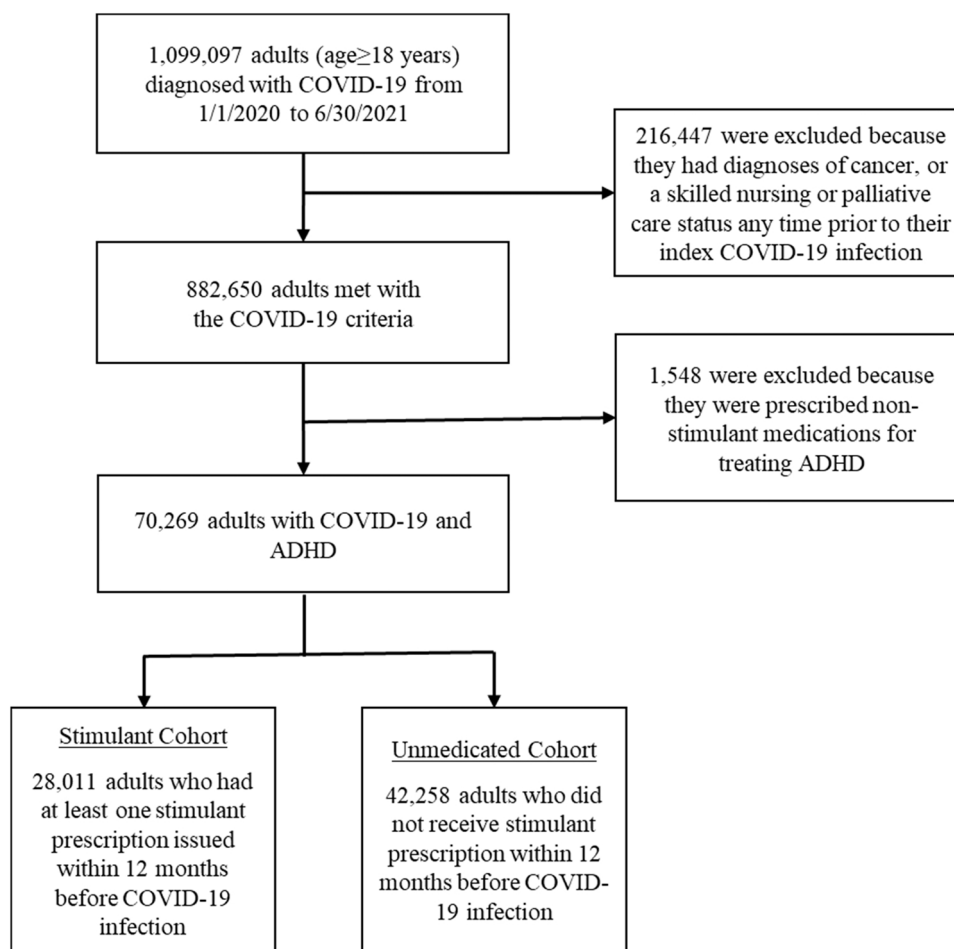 1,099,097 adults (age≥18 years)
diagnosed with COVID-19 from
1/1/2020 to 6/30/2021
216,447 were excluded because
they had diagnoses of cancer, or
a skilled nursing or palliative
care status any time prior to their
index COVID-19 infection
882,650 adults met with
the COVID-19 criteria
1,548 were excluded because
they were prescribed non-
stimulant medications for
treating ADHD
70,269 adults with COVID-19 and
ADHD
Stimulant Cohort
28,011 adults who had
at least one stimulant
prescription issued
within 12 months
before COVID-19
infection
Unmedicated Cohort
42,258 adults who did
not receive stimulant
prescription within 12
months before COVID-
19 infection